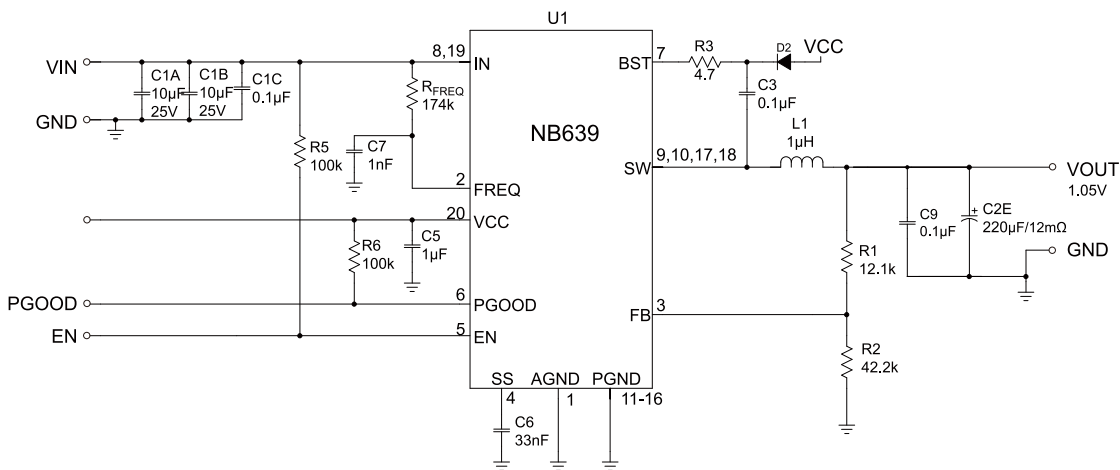 U1
8,19
VIN
IN
C1A
10µF
25V
C1B
10µF
25V
C1C
0.1µF
R_FREQ
174k
GND
R5
100k
C7
1nF
2
FREQ
20
VCC
R6
100k
C5
1µF
PGOOD
6
PGOOD
EN
5
EN
NB639
BST
7
R3
4.7
D2
VCC
C3
0.1µF
L1
1µH
SW
9,10,17,18
VOUT
1.05V
C9
0.1µF
+
C2E
220µF/12mΩ
GND
R1
12.1k
FB
3
R2
42.2k
SS
AGND
PGND
4
1
11-16
C6
33nF